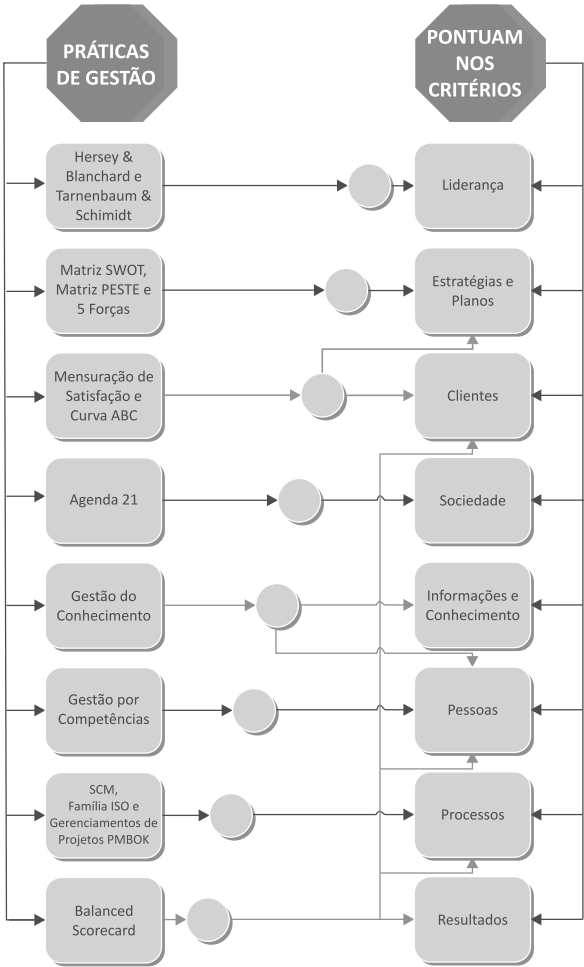 PRÁTICAS
DE GESTÃO
PONTUAM
NOS
CRITÉRIOS
Hersey &
Blanchard e
Tarnenbaum &
Schimidt
Liderança
Matriz SWOT,
Matriz PESTE e
5 Forças
Estratégias e
Planos
Mensuração de
Satisfação e
Curva ABC
Clientes
Agenda 21
Sociedade
Gestão do
Conhecimento
Informações e
Conhecimento
Gestão por
Competências
Pessoas
SCM,
Família ISO e
Gerenciamentos de
Projetos PMBOK
Processos
Balanced
Scorecard
Resultados